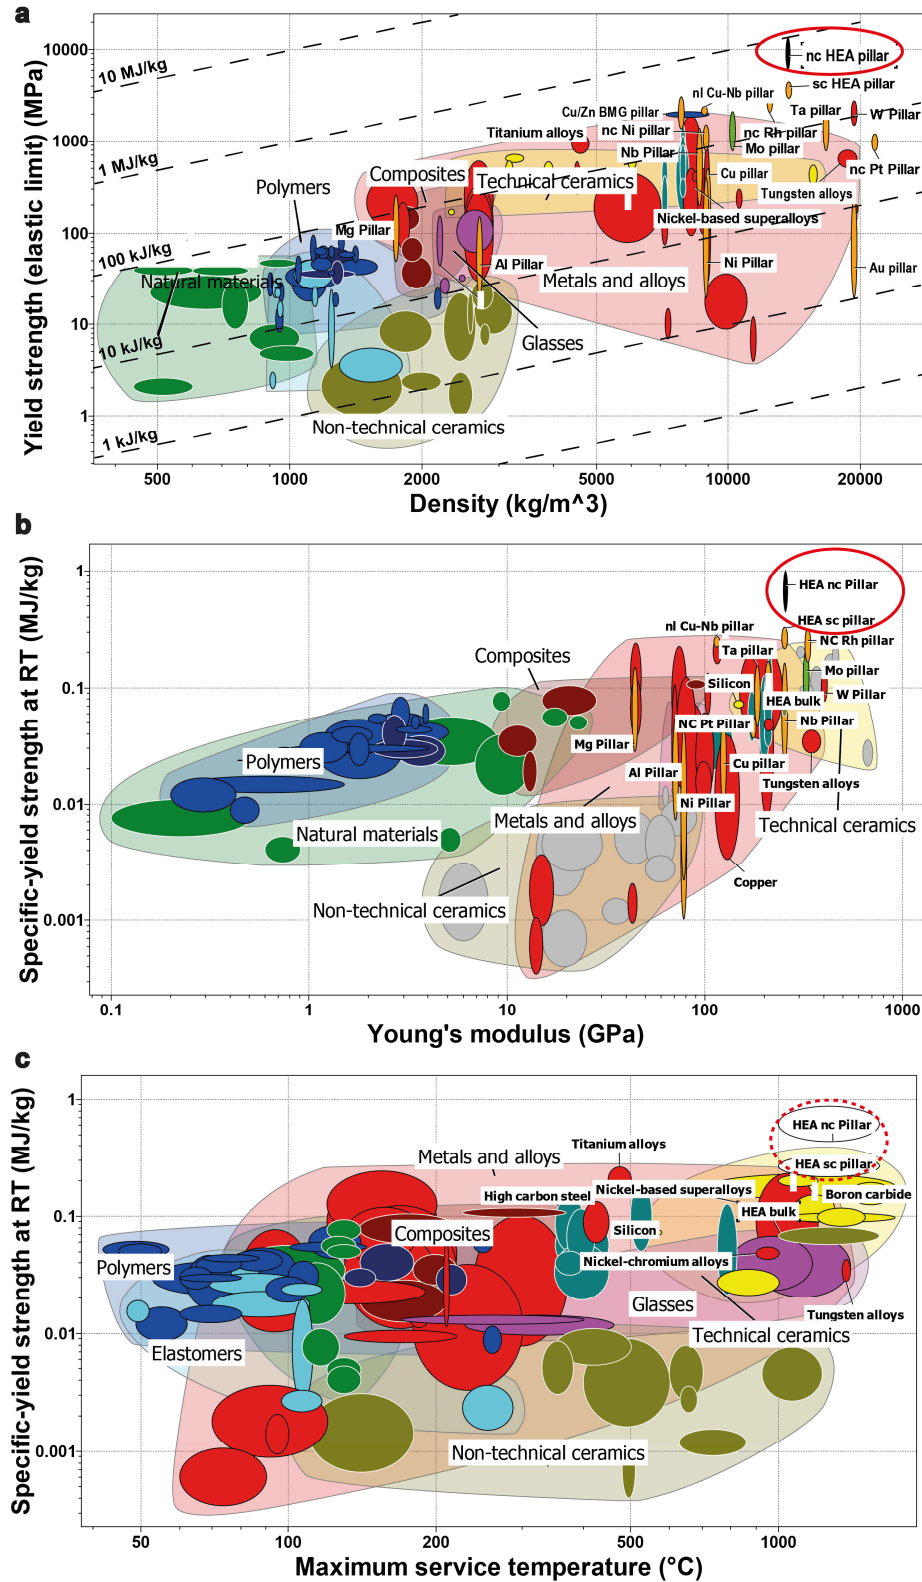 a
Yield strength (elastic limit) (MPa)
10000
1000
100
10
1
10 MJ/kg
1 MJ/kg
100 kJ/kg
10 kJ/kg
1 kJ/kg
nc HEA pillar
sc HEA pillar
nl Cu-Nb pillar
Cu/Zn BMG pillar
Ta pillar
W Pillar
Titanium alloys
nc Ni pillar
nc Rh pillar
Nb Pillar
Mo pillar
nc Pt Pillar
Composites
Technical ceramics
Cu pillar
Polymers
Tungsten alloys
Nickel-based superalloys
Mg Pillar
Al Pillar
Ni Pillar
Au pillar
Natural materials
Metals and alloys
Glasses
Non-technical ceramics
500
1000
2000
5000
10000
20000
Density (kg/m^3)
b
Specific-yield strength at RT (MJ/kg)
1
0.1
0.01
0.001
HEA nc Pillar
HEA sc pillar
nl Cu-Nb pillar
NC Rh pillar
Ta pillar
Composites
Mo pillar
Silicon
HEA bulk
W Pillar
NC Pt Pillar
Nb Pillar
Mg Pillar
Polymers
Al Pillar
Cu pillar
Tungsten alloys
Ni Pillar
Natural materials
Metals and alloys
Technical ceramics
Copper
Non-technical ceramics
0.1
1
10
100
1000
Young's modulus (GPa)
c
Specific-yield strength at RT (MJ/kg)
1
0.1
0.01
0.001
HEA nc Pillar
Titanium alloys
Metals and alloys
HEA sc pillar
Nickel-based superalloys
High carbon steel
Boron carbide
HEA bulk
Composites
Silicon
Polymers
Nickel-chromium alloys
Glasses
Tungsten alloys
Elastomers
Technical ceramics
Non-technical ceramics
50
100
200
500
1000
Maximum service temperature (°C)